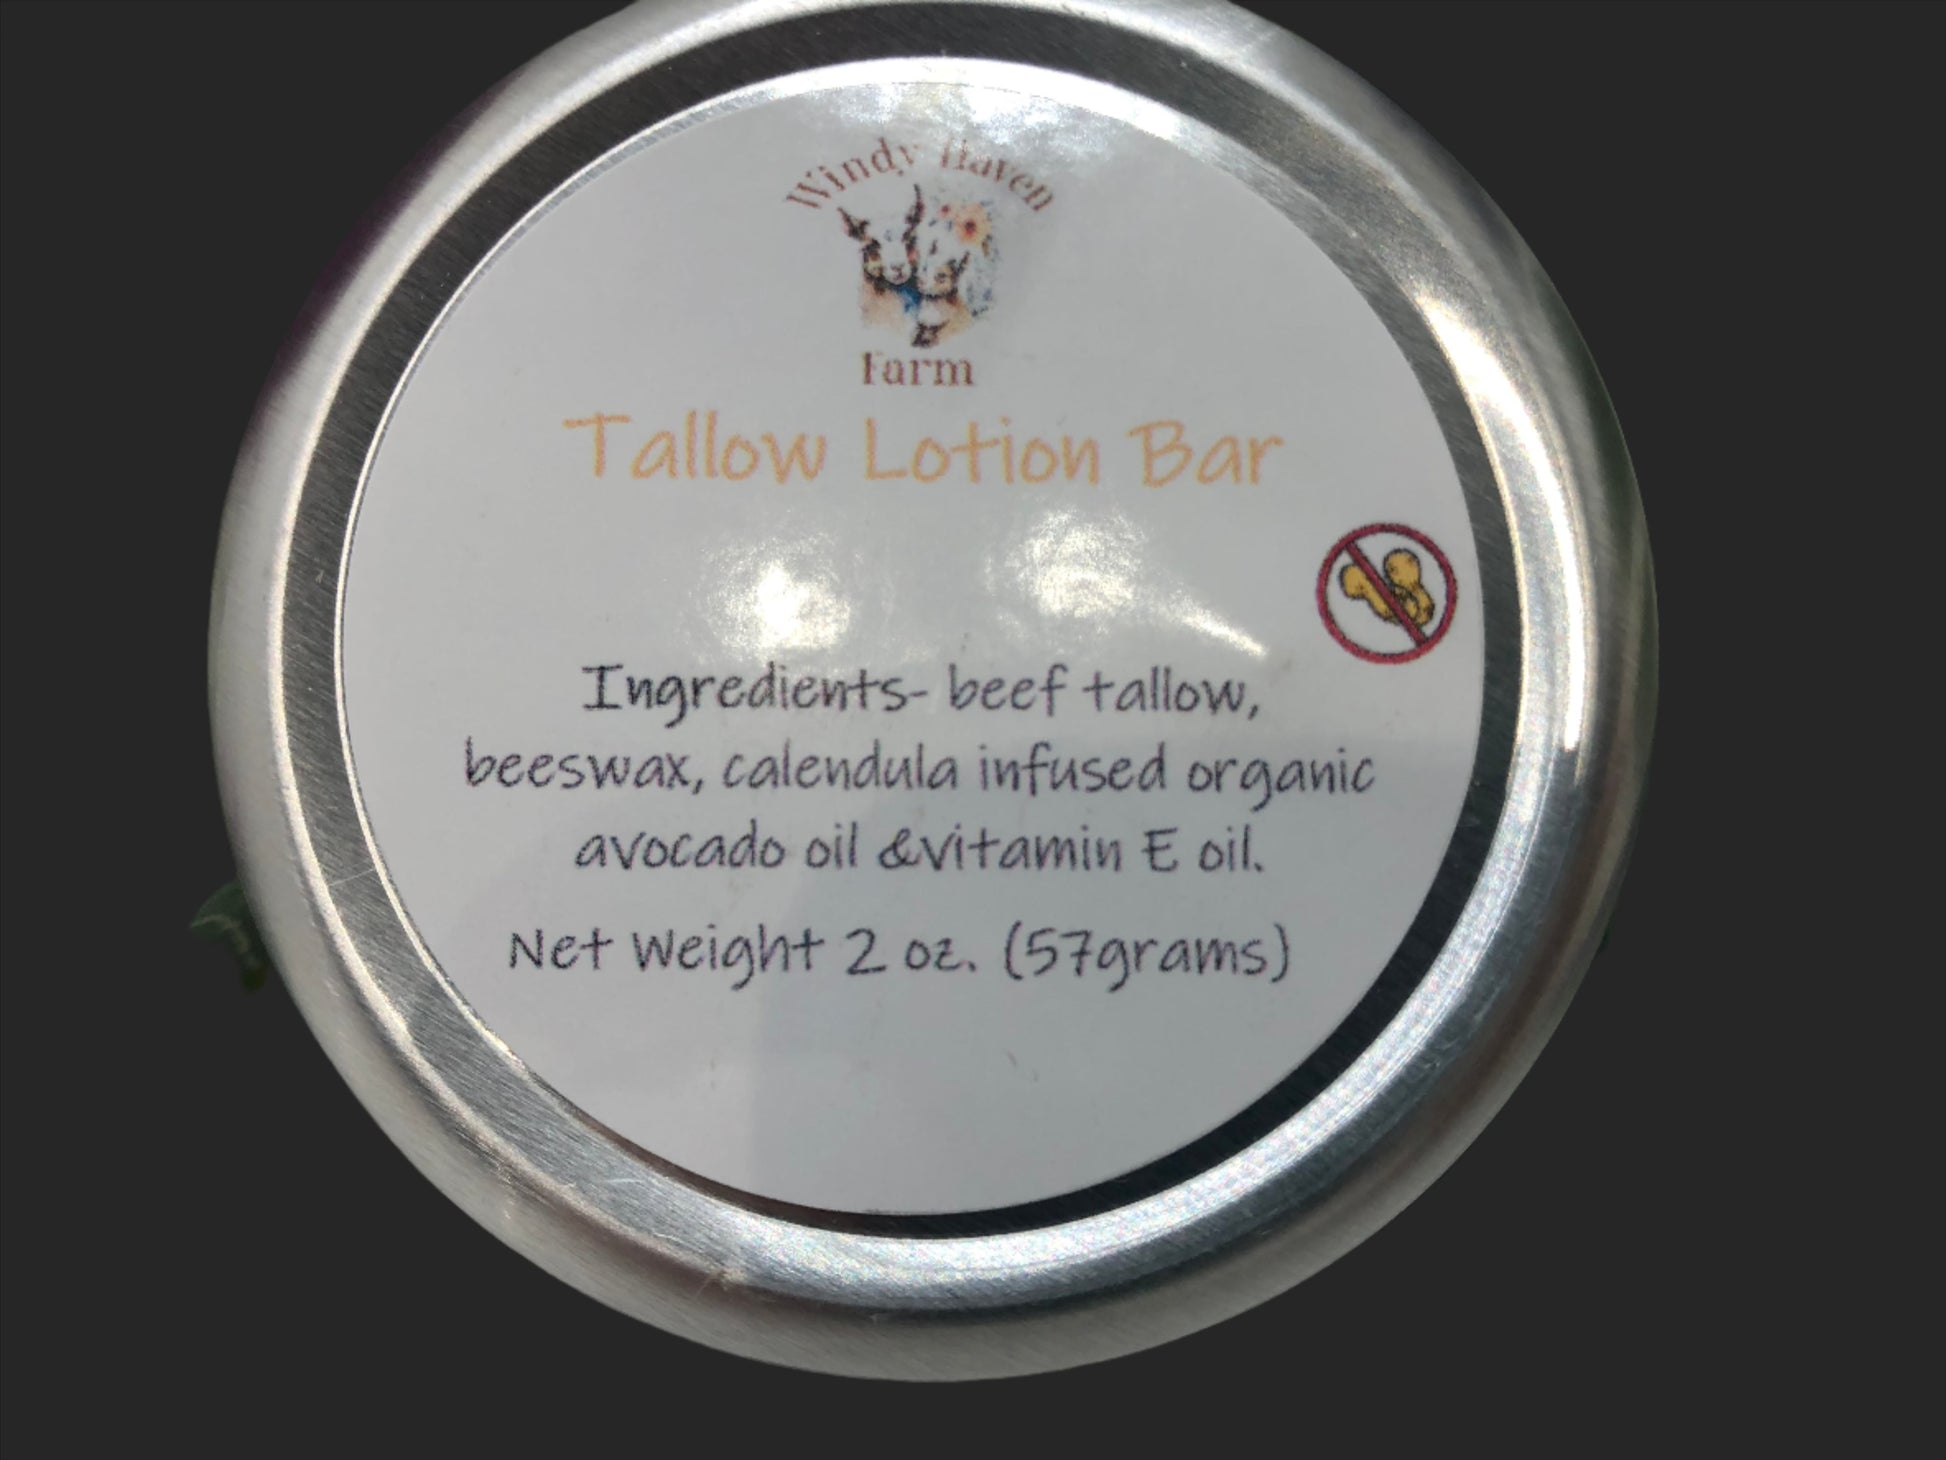 Windy Haven
Farm
Tallow Lotion Bar
Ingredients- beef tallow,
beeswax, calendula infused organic
avocado oil &vitamin E oil.
Net Weight 2 oz. (57grams)